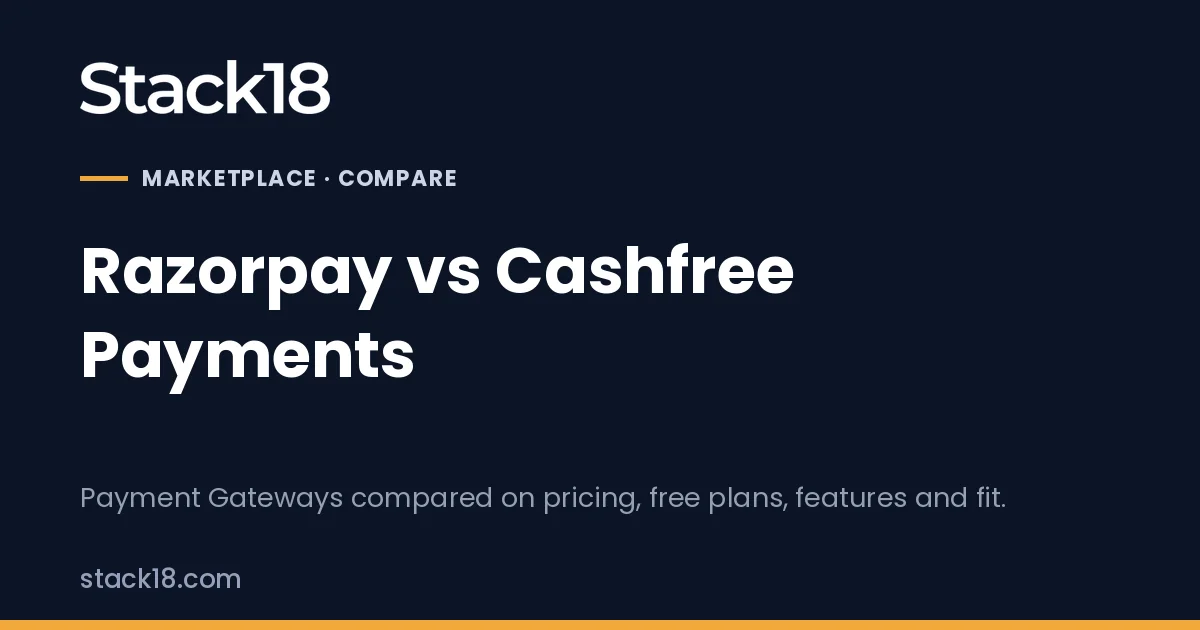 Stack18
MARKETPLACE · COMPARE
Razorpay vs Cashfree
Payments
Payment Gateways compared on pricing, free plans, features and fit.
stack18.com